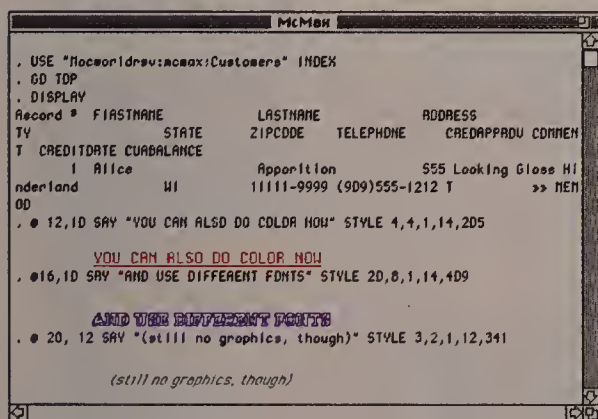 McMax
. USE "Macworldrsv:mcmax:Customers" INDEX
. GO TOP
. DISPLAY
Record # FIRSTNAME LASTNAME ADDRESS
TY STATE ZIPCODE TELEPHONE CREDAPPROV COMMEN
T CREDITDATE CURBALANCE
1 Alice Apparition 555 Looking Glass Wi
nderland WI 11111-9999 (909)555-1212 T >> MEM
OD
. @ 12,10 SAY "YOU CAN ALSO DO COLOR NOW" STYLE 4,4,1,14,205
YOU CAN ALSO DO COLOR NOW
. @16,10 SAY "AND USE DIFFERENT FONTS" STYLE 20,8,1,14,409
AND USE DIFFERENT FONTS
. @ 20, 12 SAY "(still no graphics, though)" STYLE 3,2,1,12,341
(still no graphics, though)